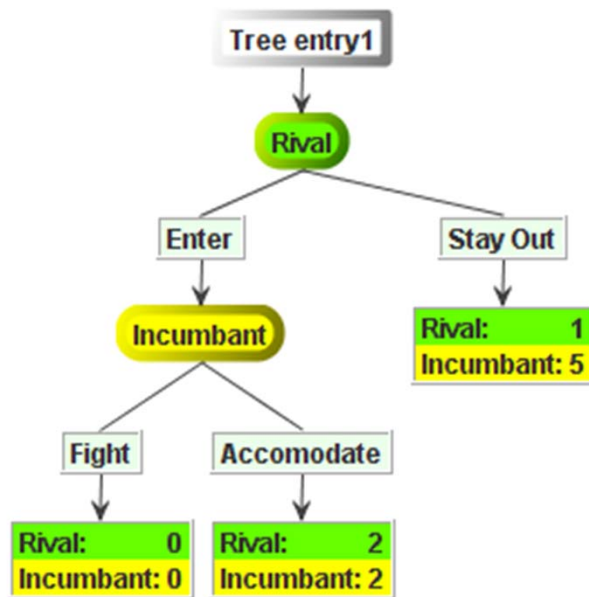 Tree entry1
Rival
Enter
Stay Out
Incumbant
Rival: 1
Incumbant: 5
Fight
Accomodate
Rival: 0
Incumbant: 0
Rival: 2
Incumbant: 2